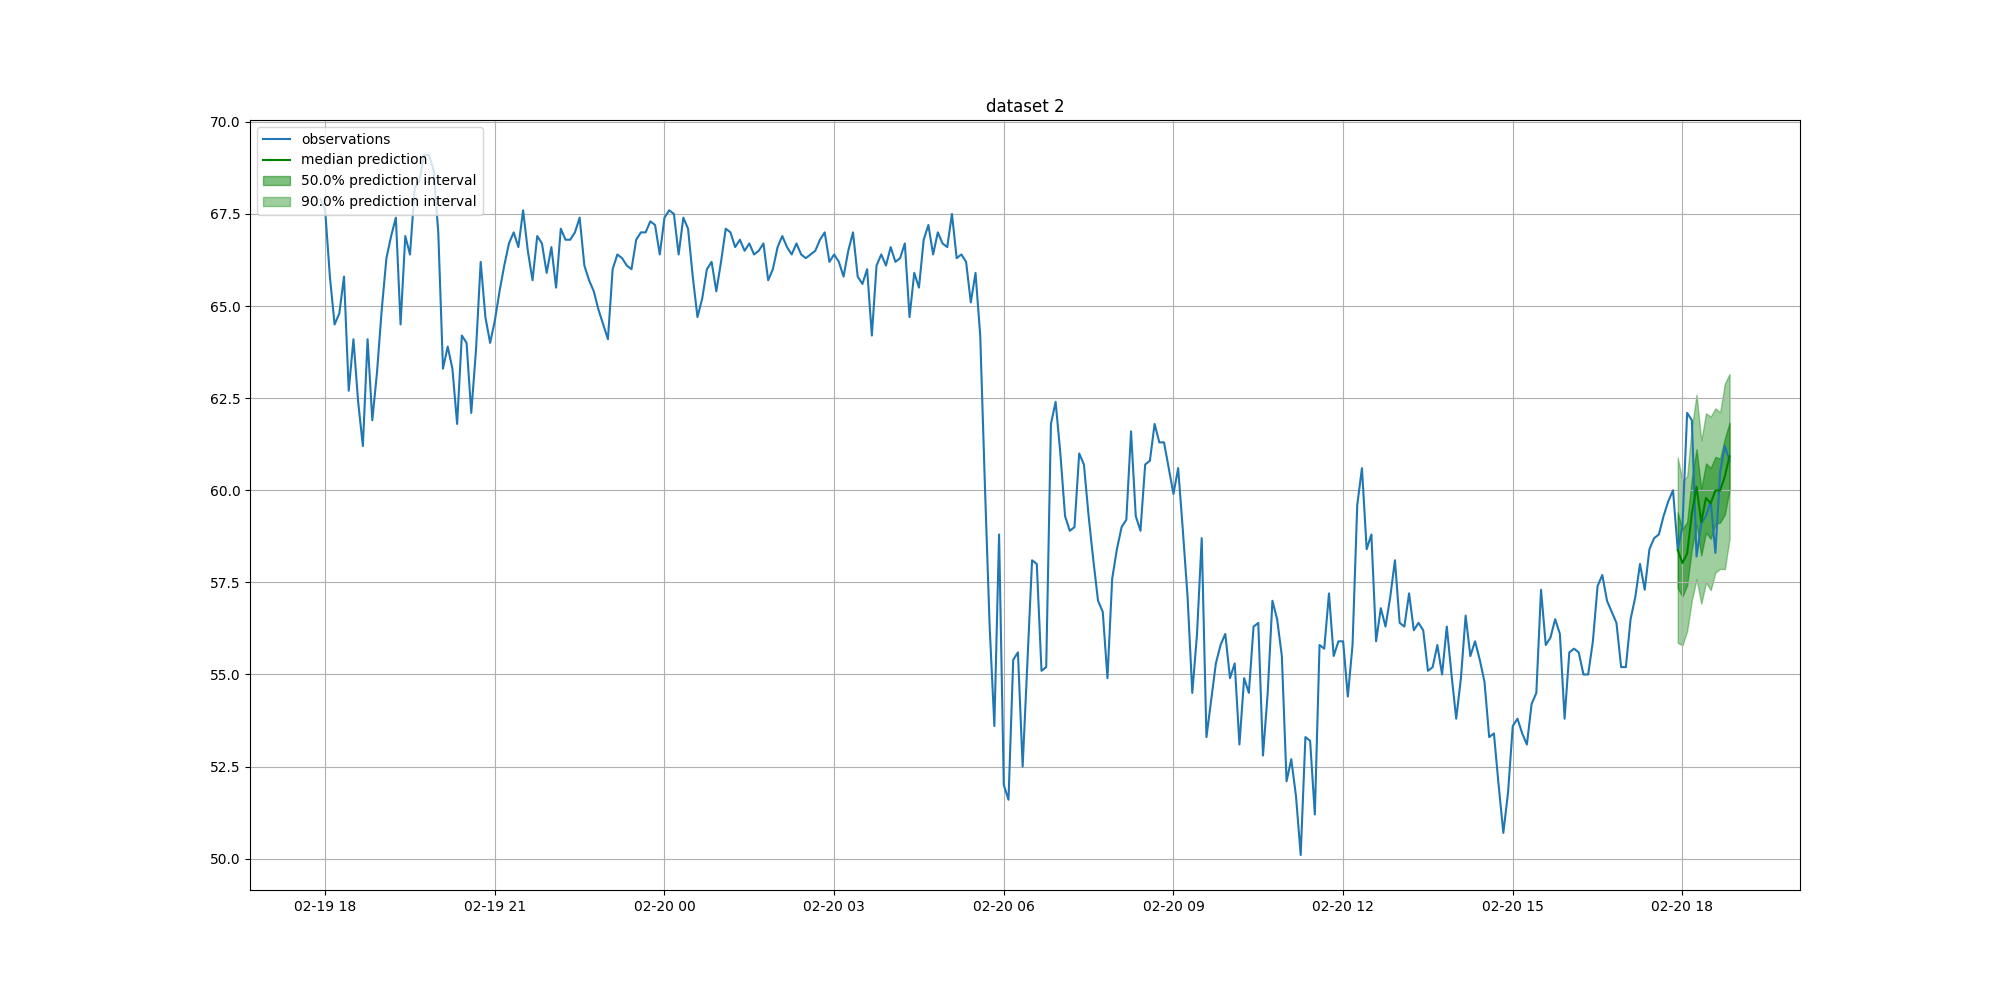 dataset 2
70.0
observations
median prediction
50.0% prediction interval
90.0% prediction interval
67.5
65.0
62.5
60.0
57.5
55.0
52.5
50.0
02-19 18 02-19 21 02-20 00 02-20 03 02-20 06 02-20 09 02-20 12 02-20 15 02-20 18